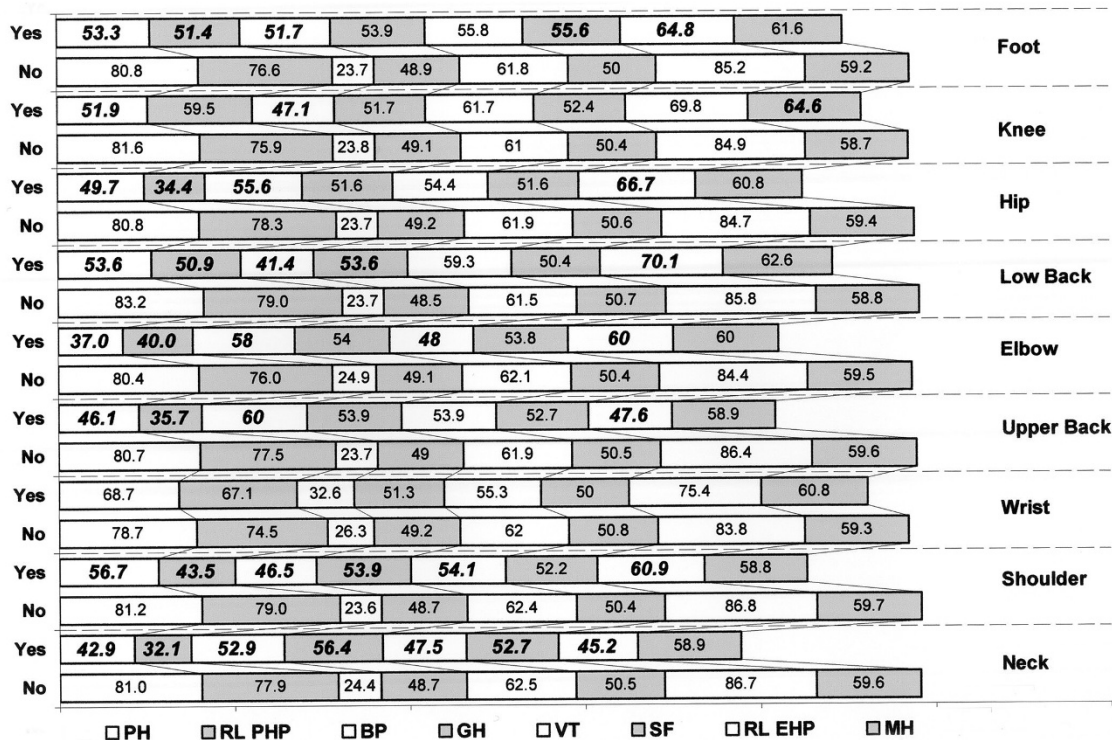 Yes 53.3 51.4 51.7 53.9 55.8 55.6 64.8 61.6
Foot
No 80.8 76.6 23.7 48.9 61.8 50 85.2 59.2
Yes 51.9 59.5 47.1 51.7 61.7 52.4 69.8 64.6
Knee
No 81.6 75.9 23.8 49.1 61 50.4 84.9 58.7
Yes 49.7 34.4 55.6 51.6 54.4 51.6 66.7 60.8
Hip
No 80.8 78.3 23.7 49.2 61.9 50.6 84.7 59.4
Yes 53.6 50.9 41.4 53.6 59.3 50.4 70.1 62.6
Low Back
No 83.2 79.0 23.7 48.5 61.5 50.7 85.8 58.8
Yes 37.0 40.0 58 54 48 53.8 60 60
Elbow
No 80.4 76.0 24.9 49.1 62.1 50.4 84.4 59.5
Yes 46.1 35.7 60 53.9 53.9 52.7 47.6 58.9
Upper Back
No 80.7 77.5 23.7 49 61.9 50.5 86.4 59.6
Yes 68.7 67.1 32.6 51.3 55.3 50 75.4 60.8
Wrist
No 78.7 74.5 26.3 49.2 62 50.8 83.8 59.3
Yes 56.7 43.5 46.5 53.9 54.1 52.2 60.9 58.8
Shoulder
No 81.2 79.0 23.6 48.7 62.4 50.4 86.8 59.7
Yes 42.9 32.1 52.9 56.4 47.5 52.7 45.2 58.9
Neck
No 81.0 77.9 24.4 48.7 62.5 50.5 86.7 59.6
PH RL PHP BP GH VT SF RL EHP MH